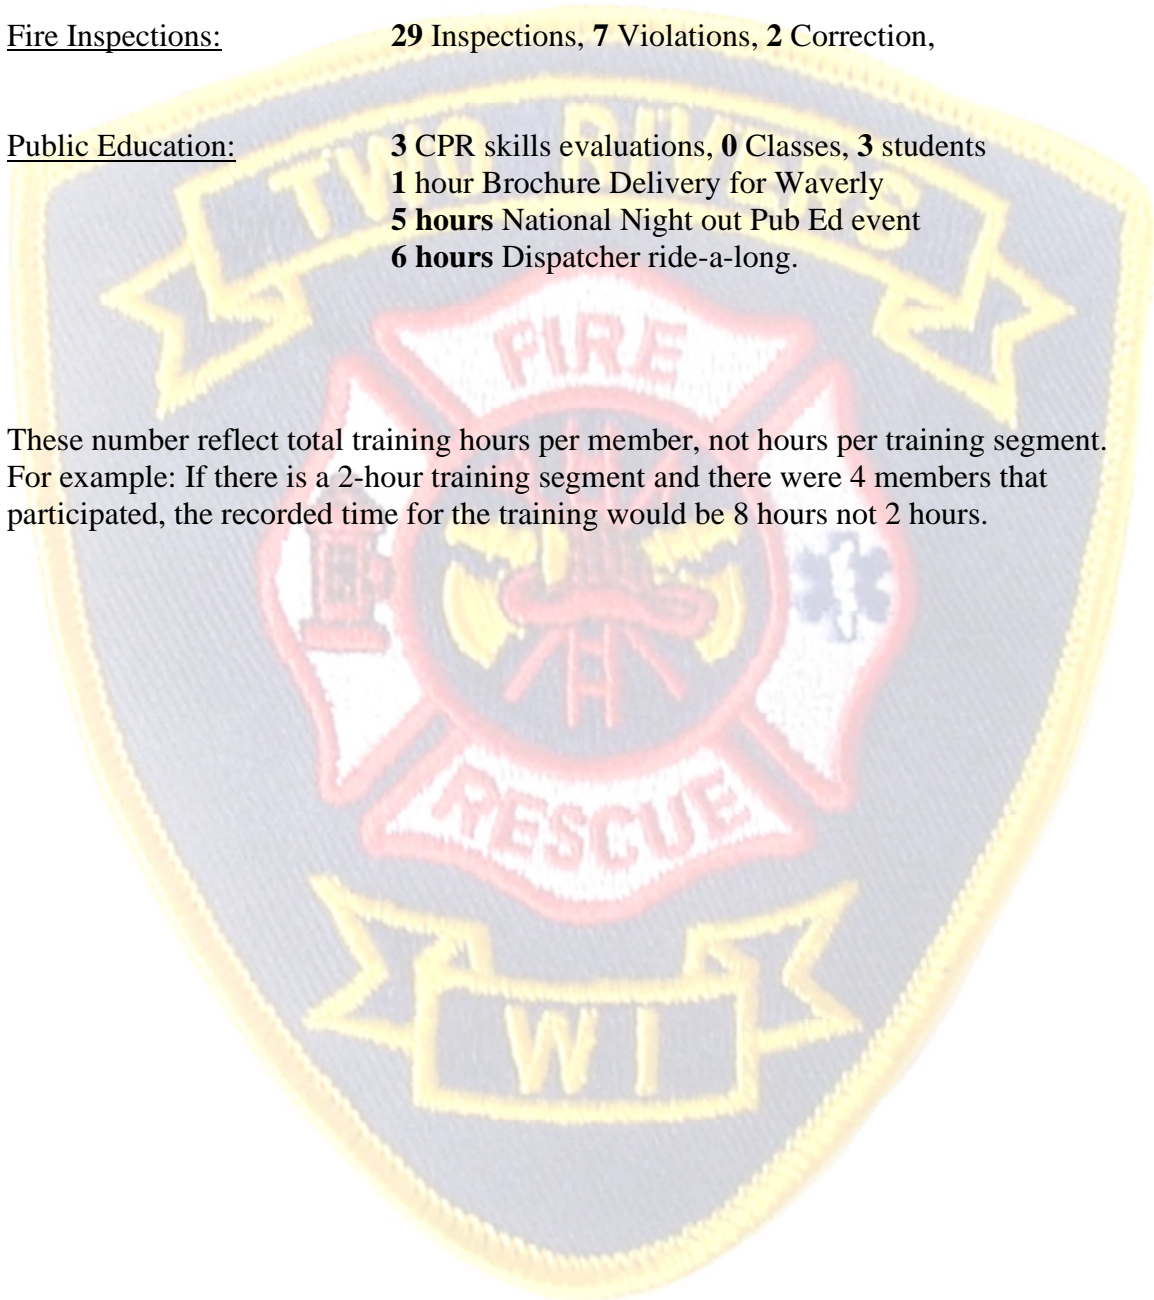 Fire Inspections: 29 Inspections, 7 Violations, 2 Correction,
Public Education: 3 CPR skills evaluations, 0 Classes, 3 students
1 hour Brochure Delivery for Waverly
5 hours National Night out Pub Ed event
6 hours Dispatcher ride-a-long.
These number reflect total training hours per member, not hours per training segment.
For example: If there is a 2-hour training segment and there were 4 members that
participated, the recorded time for the training would be 8 hours not 2 hours.
TWO RIVERS
FIRE
RESCUE
WI